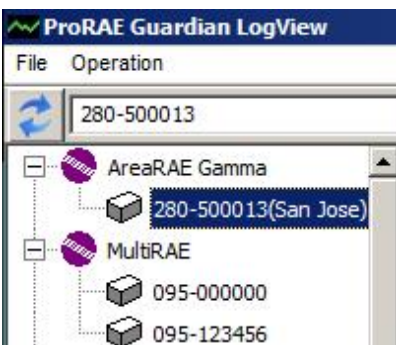 ProRAE Guardian LogView
File Operation
280-500013
AreaRAE Gamma
280-500013(San Jose)
MultiRAE
095-000000
095-123456